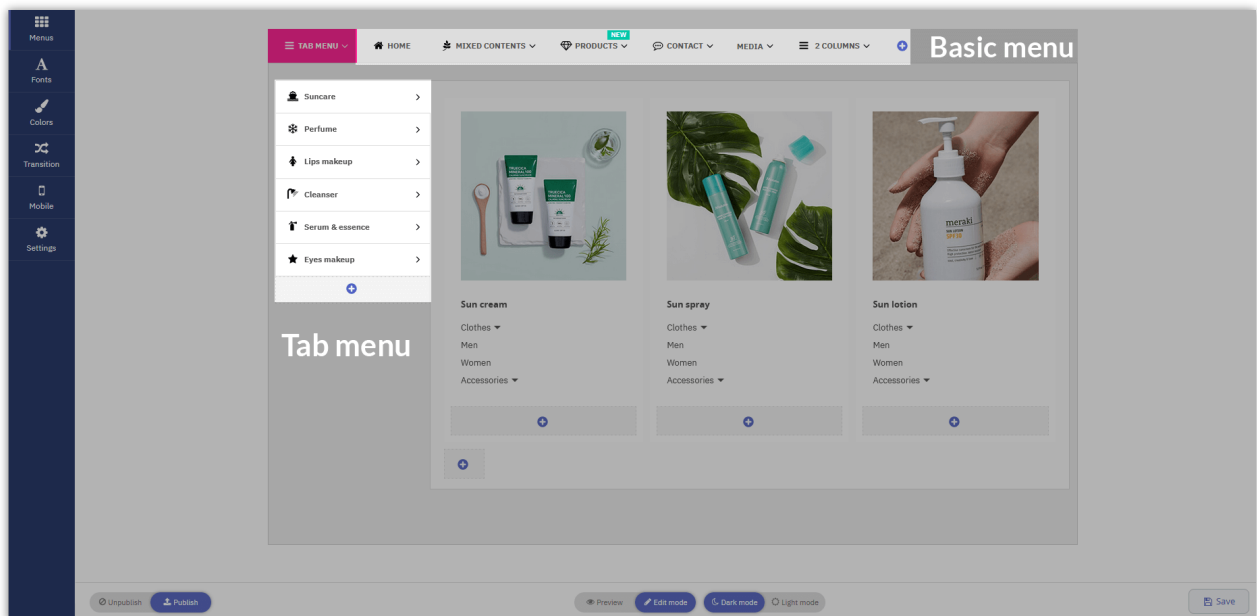 Menus
Fonts
Colors
Transition
Mobile
Settings
TAB MENU
HOME
MIXED CONTENTS
PRODUCTS
NEW
CONTACT
MEDIA
2 COLUMNS
Basic menu
Suncare
Perfume
Lips makeup
Cleanser
Serum & essence
Eyes makeup
Tab menu
meraki
SUN LOTION
Sun cream
Clothes
Men
Women
Accessories
Sun spray
Clothes
Men
Women
Accessories
Sun lotion
Clothes
Men
Women
Accessories
Unpublish
Publish
Preview
Edit mode
Dark mode
Light mode
Save